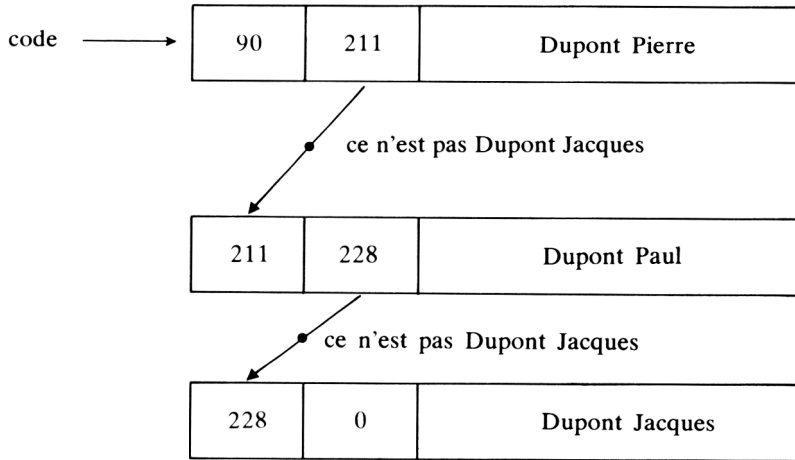 code 90 211 Dupont Pierre
ce n'est pas Dupont Jacques
211 228 Dupont Paul
ce n'est pas Dupont Jacques
228 0 Dupont Jacques